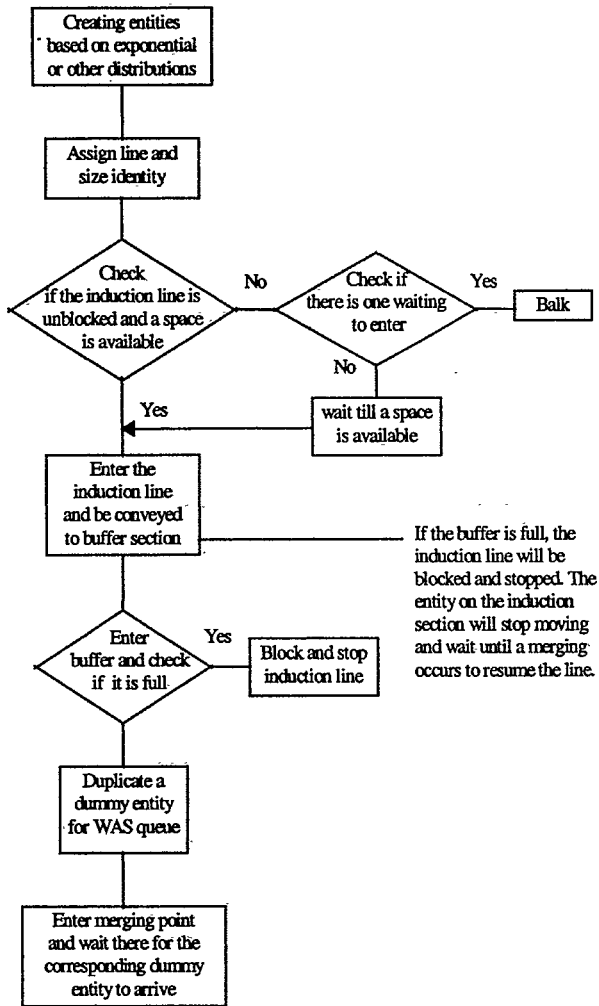 Creating entities
based on exponential
or other distributions
Assign line and
size identity
Check
if the induction line is
unblocked and a space
is available
No
Check if
there is one waiting
to enter
Yes
Balk
No
wait till a space
is available
Yes
Enter the
induction line
and be conveyed
to buffer section
If the buffer is full, the
induction line will be
blocked and stopped. The
entity on the induction
section will stop moving
and wait until a merging
occurs to resume the line.
Enter
buffer and check
if it is full
Yes
Block and stop
induction line
Duplicate a
dummy entity
for WAS queue
Enter merging point
and wait there for the
corresponding dummy
entity to arrive